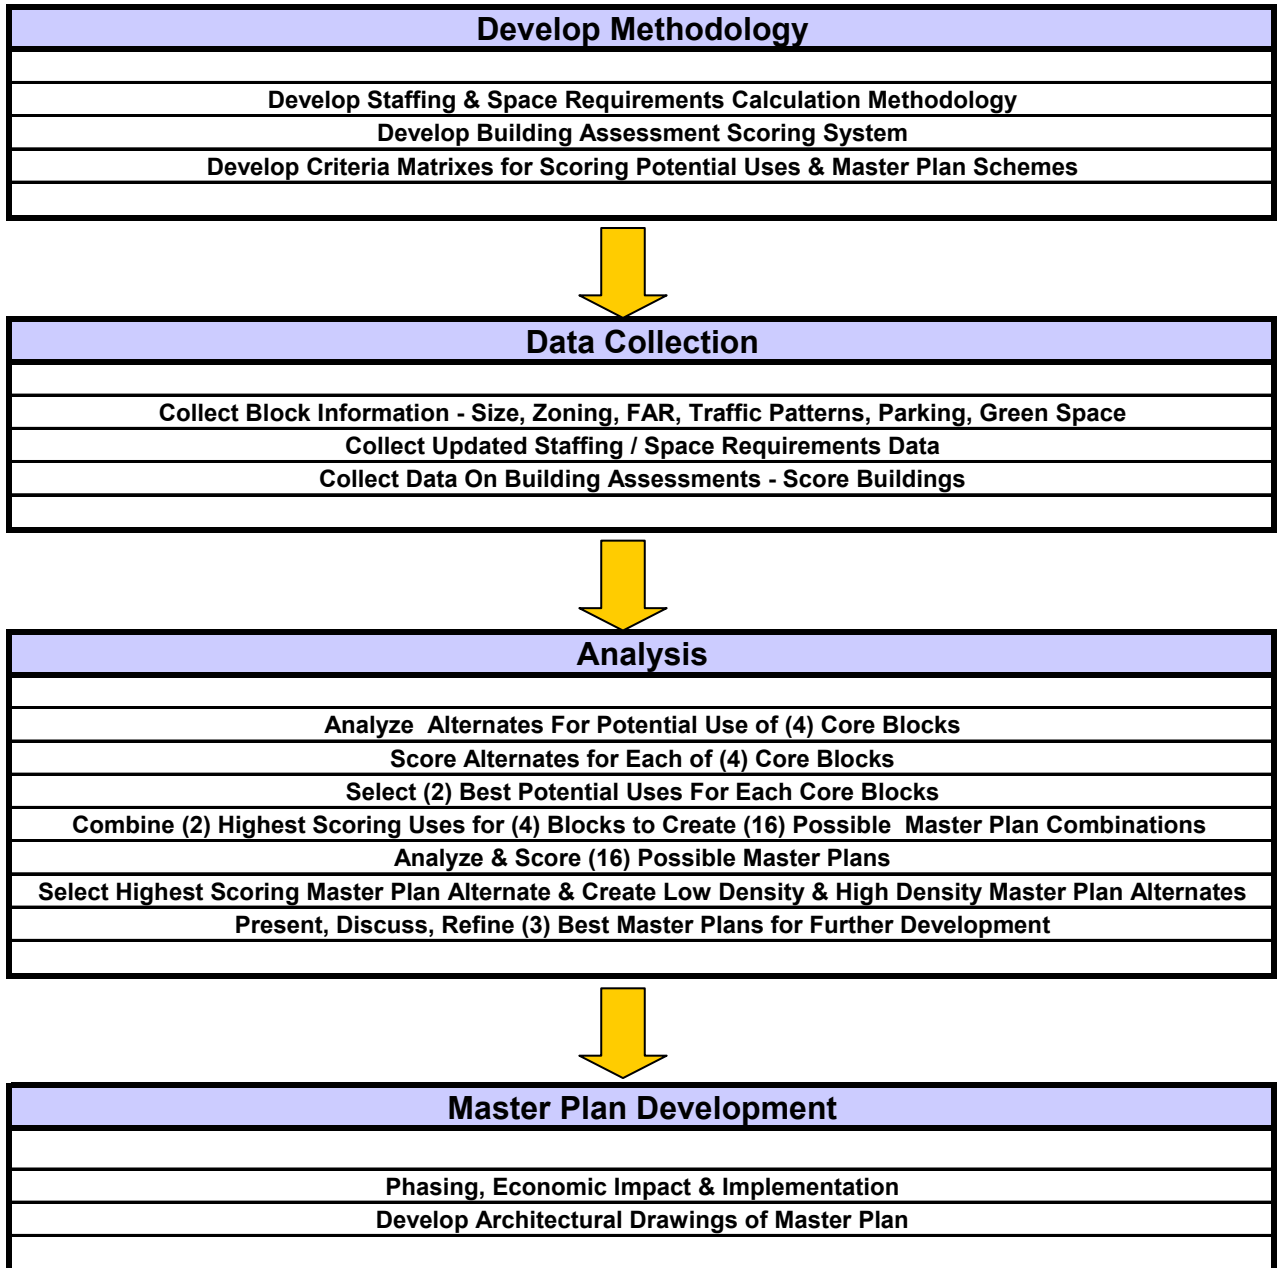 Develop Methodology
Develop Staffing & Space Requirements Calculation Methodology
Develop Building Assessment Scoring System
Develop Criteria Matrixes for Scoring Potential Uses & Master Plan Schemes
Data Collection
Collect Block Information - Size, Zoning, FAR, Traffic Patterns, Parking, Green Space
Collect Updated Staffing / Space Requirements Data
Collect Data On Building Assessments - Score Buildings
Analysis
Analyze  Alternates For Potential Use of (4) Core Blocks
Score Alternates for Each of (4) Core Blocks
Select (2) Best Potential Uses For Each Core Blocks
Combine (2) Highest Scoring Uses for (4) Blocks to Create (16) Possible  Master Plan Combinations
Analyze & Score (16) Possible Master Plans
Select Highest Scoring Master Plan Alternate & Create Low Density & High Density Master Plan Alternates
Present, Discuss, Refine (3) Best Master Plans for Further Development
Master Plan Development
Phasing, Economic Impact & Implementation
Develop Architectural Drawings of Master Plan